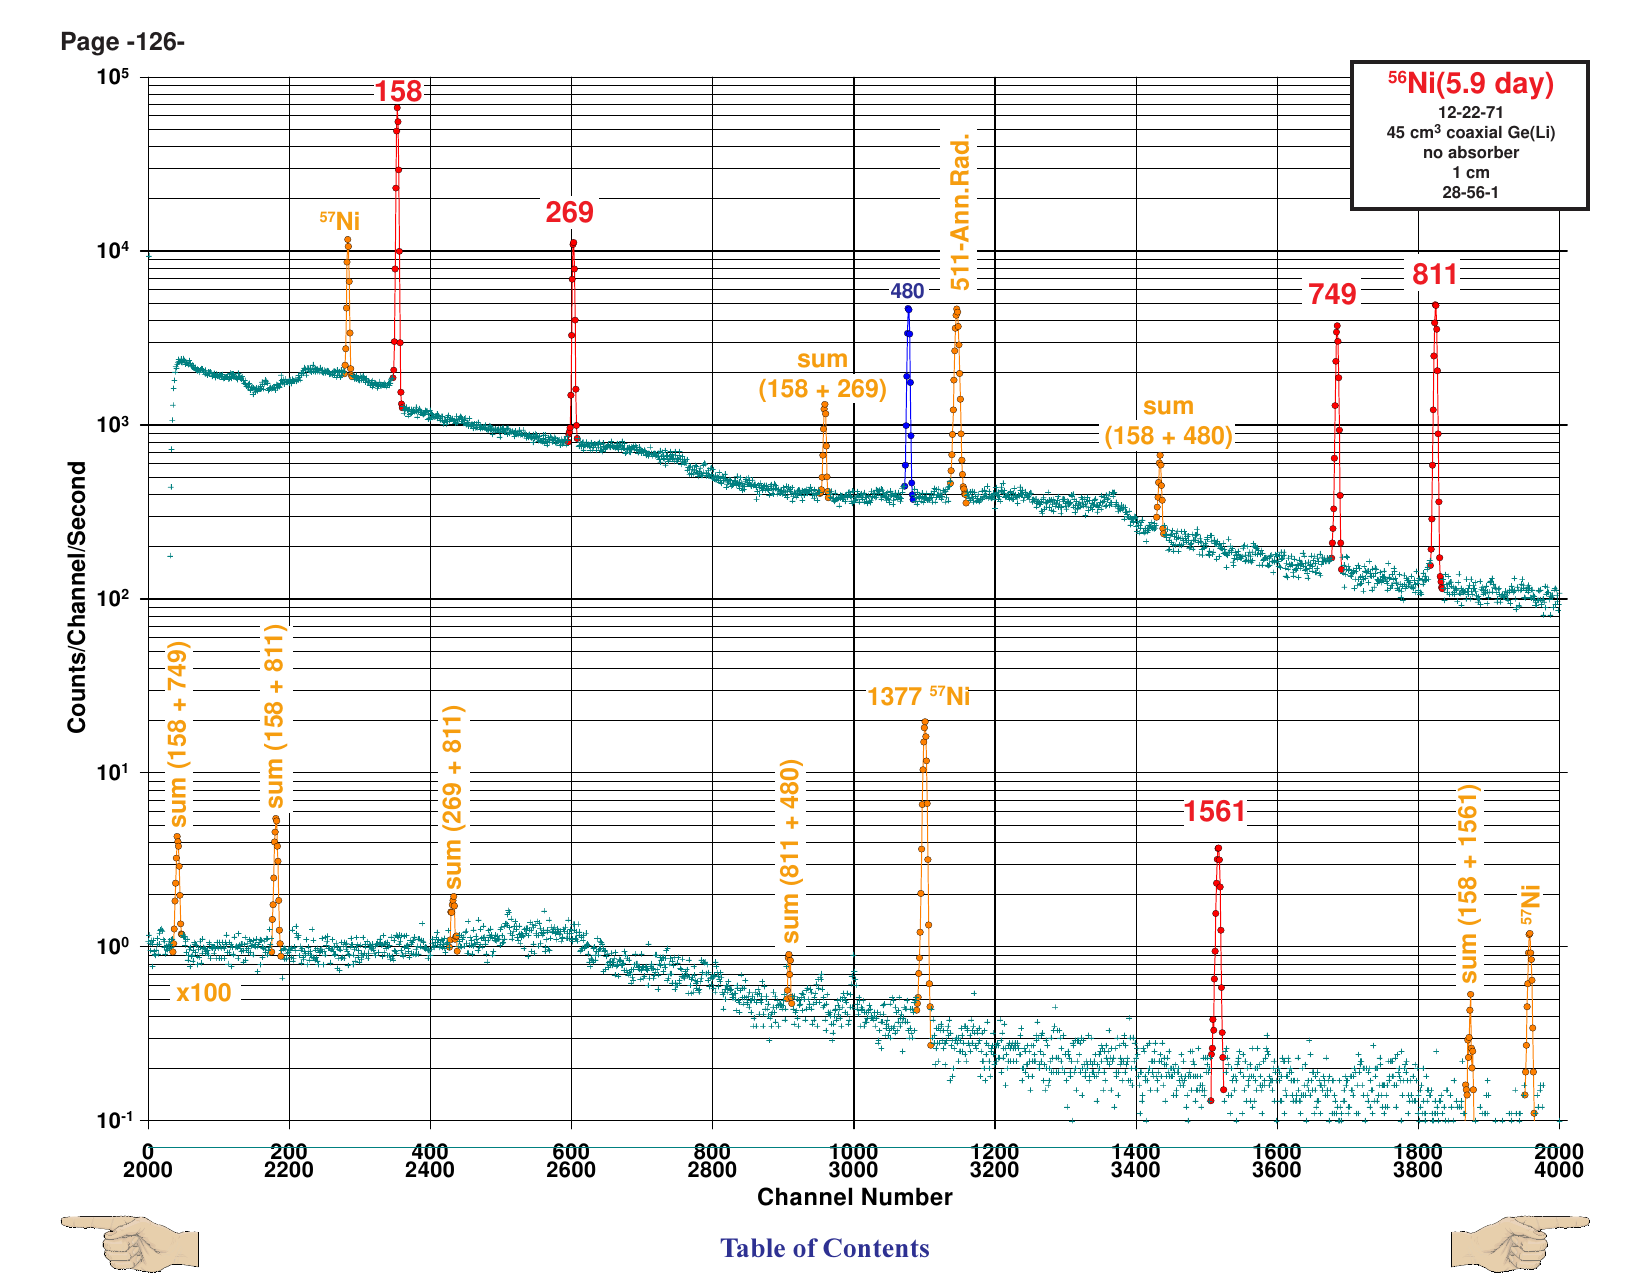 Page -126-
10⁵
158
⁵⁶Ni(5.9 day)
12-22-71
45 cm³ coaxial Ge(Li)
no absorber
1 cm
28-56-1
⁵⁷Ni
269
511-Ann.Rad.
10⁴
480
749
811
sum
(158 + 269)
sum
(158 + 480)
10³
Counts/Channel/Second
10²
sum (158 + 749)
sum (158 + 811)
sum (269 + 811)
sum (811 + 480)
1377 ⁵⁷Ni
10¹
1561
sum (158 + 1561)
⁵⁷Ni
10⁰
x100
10⁻¹
0 200 400 600 800 1000 1200 1400 1600 1800 2000
2000 2200 2400 2600 2800 3000 3200 3400 3600 3800 4000
Channel Number
Table of Contents